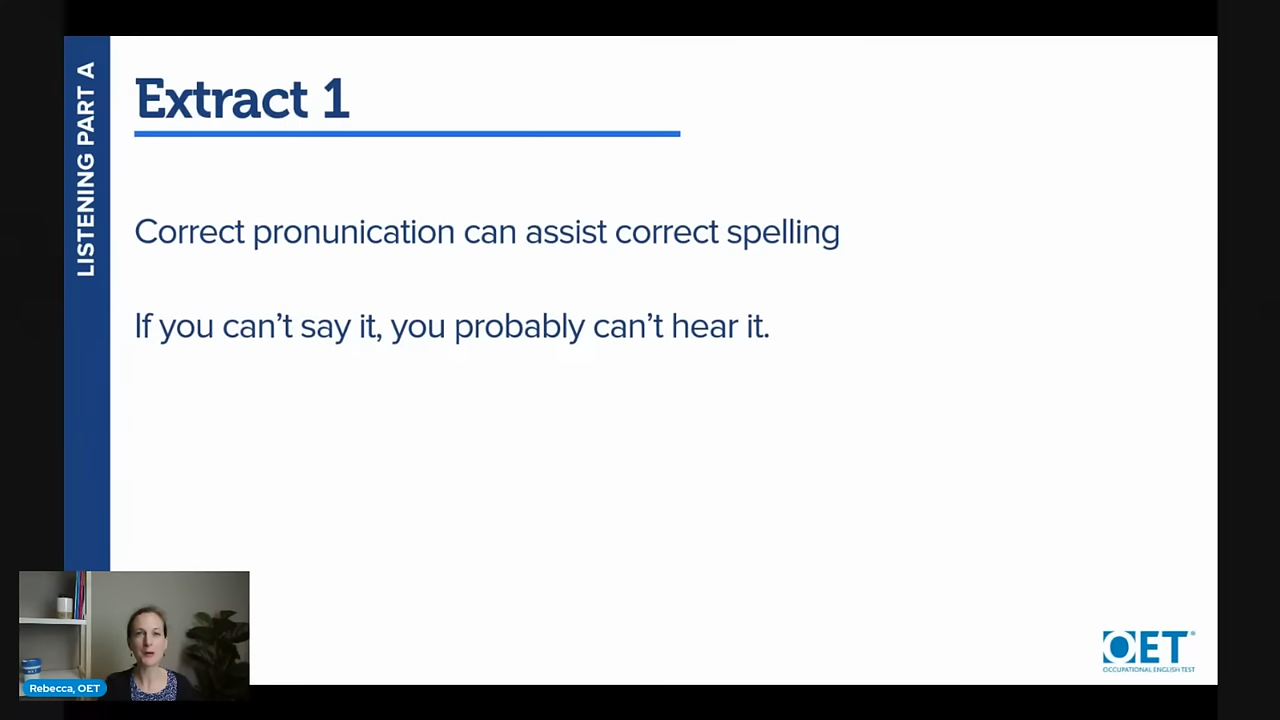 LISTENING PART A
Extract 1
Correct pronunication can assist correct spelling
If you can’t say it, you probably can’t hear it.
Rebecca, OET
OET®
OCCUPATIONAL ENGLISH TEST